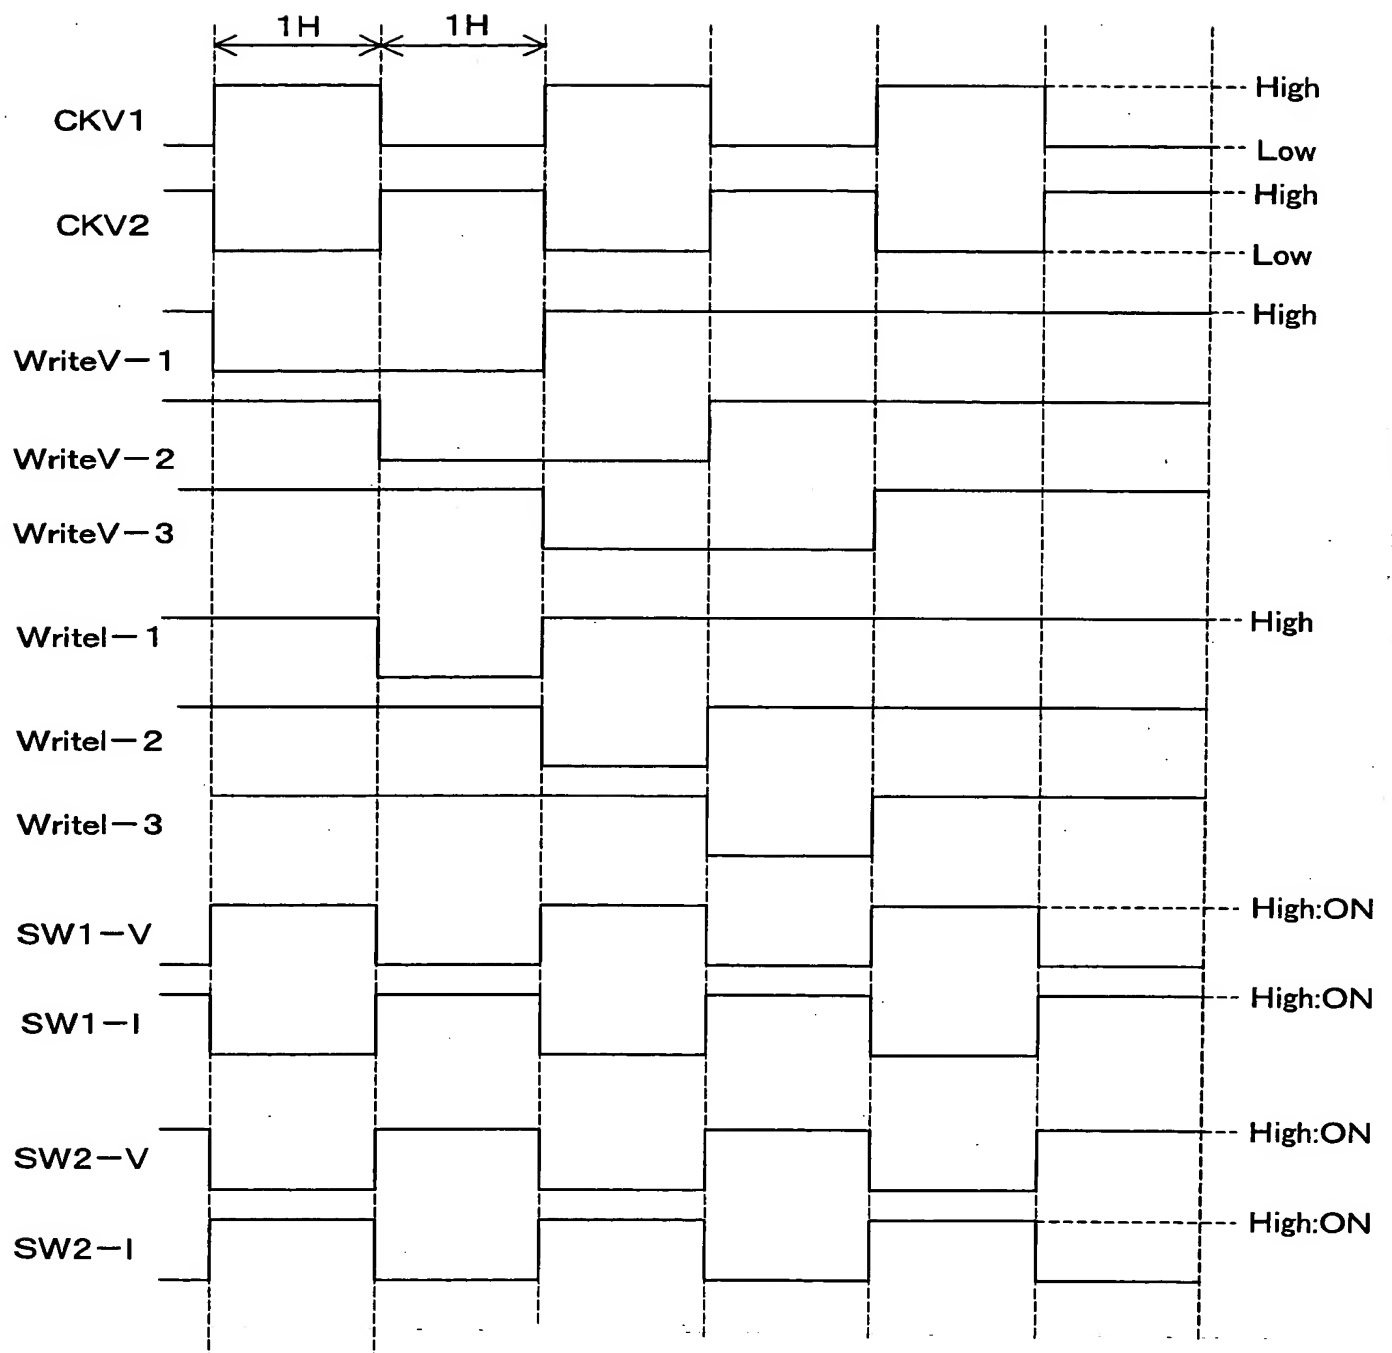 1H 1H
CKV1 High
Low
CKV2 High
Low
WriteV-1 High
WriteV-2
WriteV-3
WriteI-1 High
WriteI-2
WriteI-3
SW1-V High:ON
SW1-I High:ON
SW2-V High:ON
SW2-I High:ON